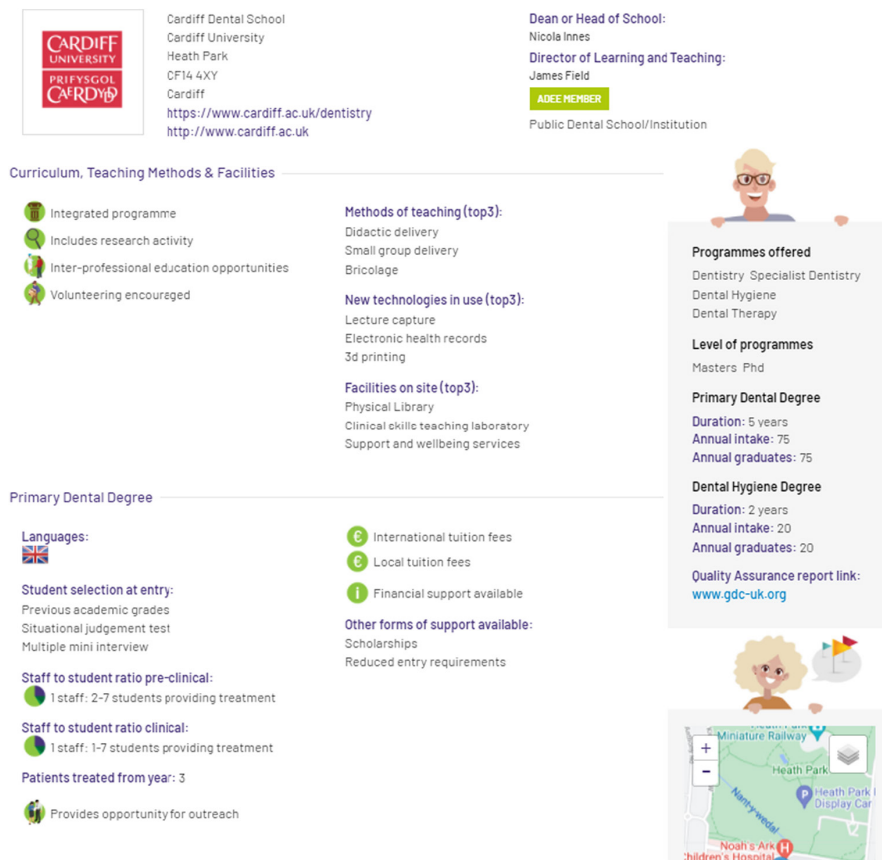 CARDIFF
UNIVERSITY
PRIFYSGOL
CAERDYDD
Cardiff Dental School
Cardiff University
Heath Park
CF14 4XY
Cardiff
https://www.cardiff.ac.uk/dentistry
http://www.cardiff.ac.uk
Dean or Head of School:
Nicola Innes
Director of Learning and Teaching:
James Field
ADEE MEMBER
Public Dental School/Institution
Curriculum, Teaching Methods & Facilities
Integrated programme
Includes research activity
Inter-professional education opportunities
Volunteering encouraged
Methods of teaching (top3):
Didactic delivery
Small group delivery
Bricolage
New technologies in use (top3):
Lecture capture
Electronic health records
3d printing
Facilities on site (top3):
Physical Library
Clinical skills teaching laboratory
Support and wellbeing services
Programmes offered
Dentistry Specialist Dentistry
Dental Hygiene
Dental Therapy
Level of programmes
Masters Phd
Primary Dental Degree
Duration: 5 years
Annual intake: 75
Annual graduates: 75
Dental Hygiene Degree
Duration: 2 years
Annual intake: 20
Annual graduates: 20
Quality Assurance report link:
www.gdc-uk.org
Primary Dental Degree
Languages:
Student selection at entry:
Previous academic grades
Situational judgement test
Multiple mini interview
Staff to student ratio pre-clinical:
1 staff: 2-7 students providing treatment
Staff to student ratio clinical:
1 staff: 1-7 students providing treatment
Patients treated from year: 3
Provides opportunity for outreach
€ International tuition fees
€ Local tuition fees
i Financial support available
Other forms of support available:
Scholarships
Reduced entry requirements
+
-
Miniature Railway
Heath Park
P Heath Park
Display Car
Nant-y-wedal
Noah's Ark H
Children's Hospital